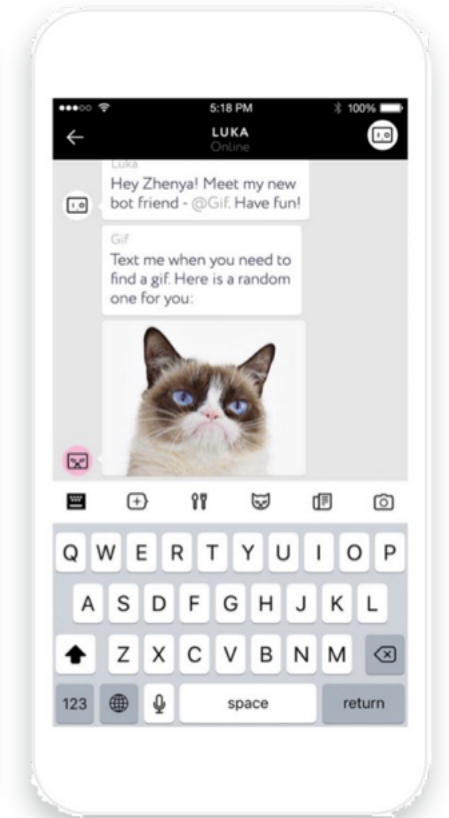 5:18 PM
100%
LUKA
Online
Luka
Hey Zhenya! Meet my new
bot friend - @Gif. Have fun!
Gif
Text me when you need to
find a gif. Here is a random
one for you:
Q W E R T Y U I O P
A S D F G H J K L
Z X C V B N M
123 space return